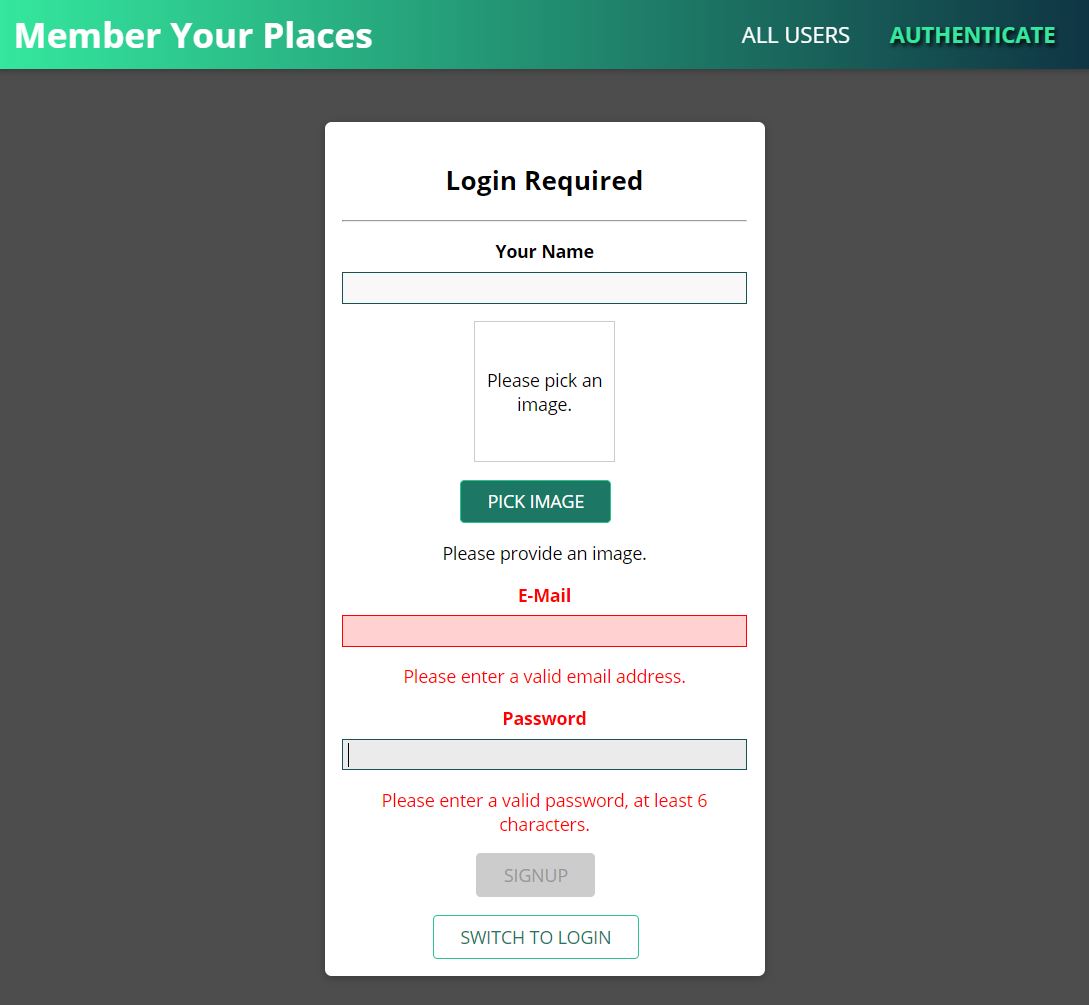 Member Your Places
ALL USERS
AUTHENTICATE
Login Required
Your Name
Please pick an
image.
PICK IMAGE
Please provide an image.
E-Mail
Please enter a valid email address.
Password
Please enter a valid password, at least 6
characters.
SIGNUP
SWITCH TO LOGIN